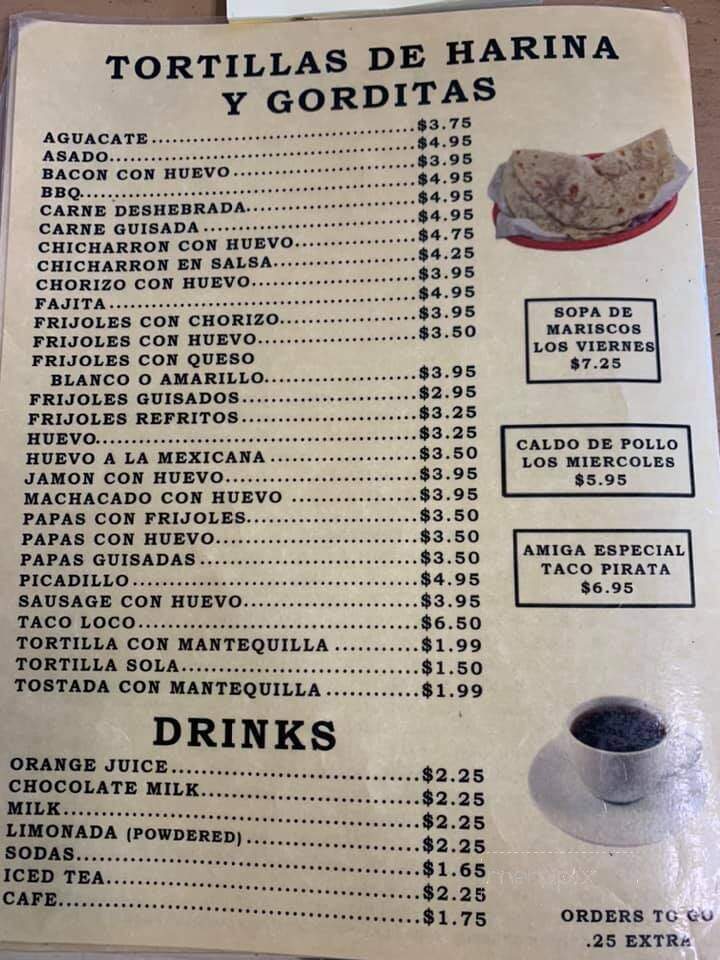 TORTILLAS DE HARINA
Y GORDITAS
AGUACATE..............................$3.75
ASADO..............................$4.95
BACON CON HUEVO....................$3.95
BBQ..............................$4.95
CARNE DESHEBRADA....................$4.95
CARNE GUISADA....................$4.95
CHICHARRON CON HUEVO...............$4.75
CHICHARRON EN SALSA...............$4.25
CHORIZO CON HUEVO....................$3.95
FAJITA..............................$4.95
FRIJOLES CON CHORIZO...............$3.95
FRIJOLES CON HUEVO....................$3.50
FRIJOLES CON QUESO
BLANCO O AMARILLO....................$3.95
FRIJOLES GUISADOS....................$2.95
FRIJOLES REFRITOS....................$3.25
HUEVO..............................$3.25
HUEVO A LA MEXICANA...............$3.50
JAMON CON HUEVO....................$3.95
MACHACADO CON HUEVO...............$3.95
PAPAS CON FRIJOLES....................$3.50
PAPAS CON HUEVO....................$3.50
PAPAS GUISADAS....................$3.50
PICADILLO..............................$4.95
SAUSAGE CON HUEVO....................$3.95
TACO LOCO..............................$6.50
TORTILLA CON MANTEQUILLA...........$1.99
TORTILLA SOLA....................$1.50
TOSTADA CON MANTEQUILLA............$1.99
SOPA DE
MARISCOS
LOS VIERNES
$7.25
CALDO DE POLLO
LOS MIERCOLES
$5.95
AMIGA ESPECIAL
TACO PIRATA
$6.95
DRINKS
ORANGE JUICE....................$2.25
CHOCOLATE MILK....................$2.25
MILK..............................$2.25
LIMONADA (POWDERED)...............$2.25
SODAS..............................$1.65
ICED TEA..............................$2.25
CAFE..............................$1.75
menupix
ORDERS TO GO
.25 EXTRA